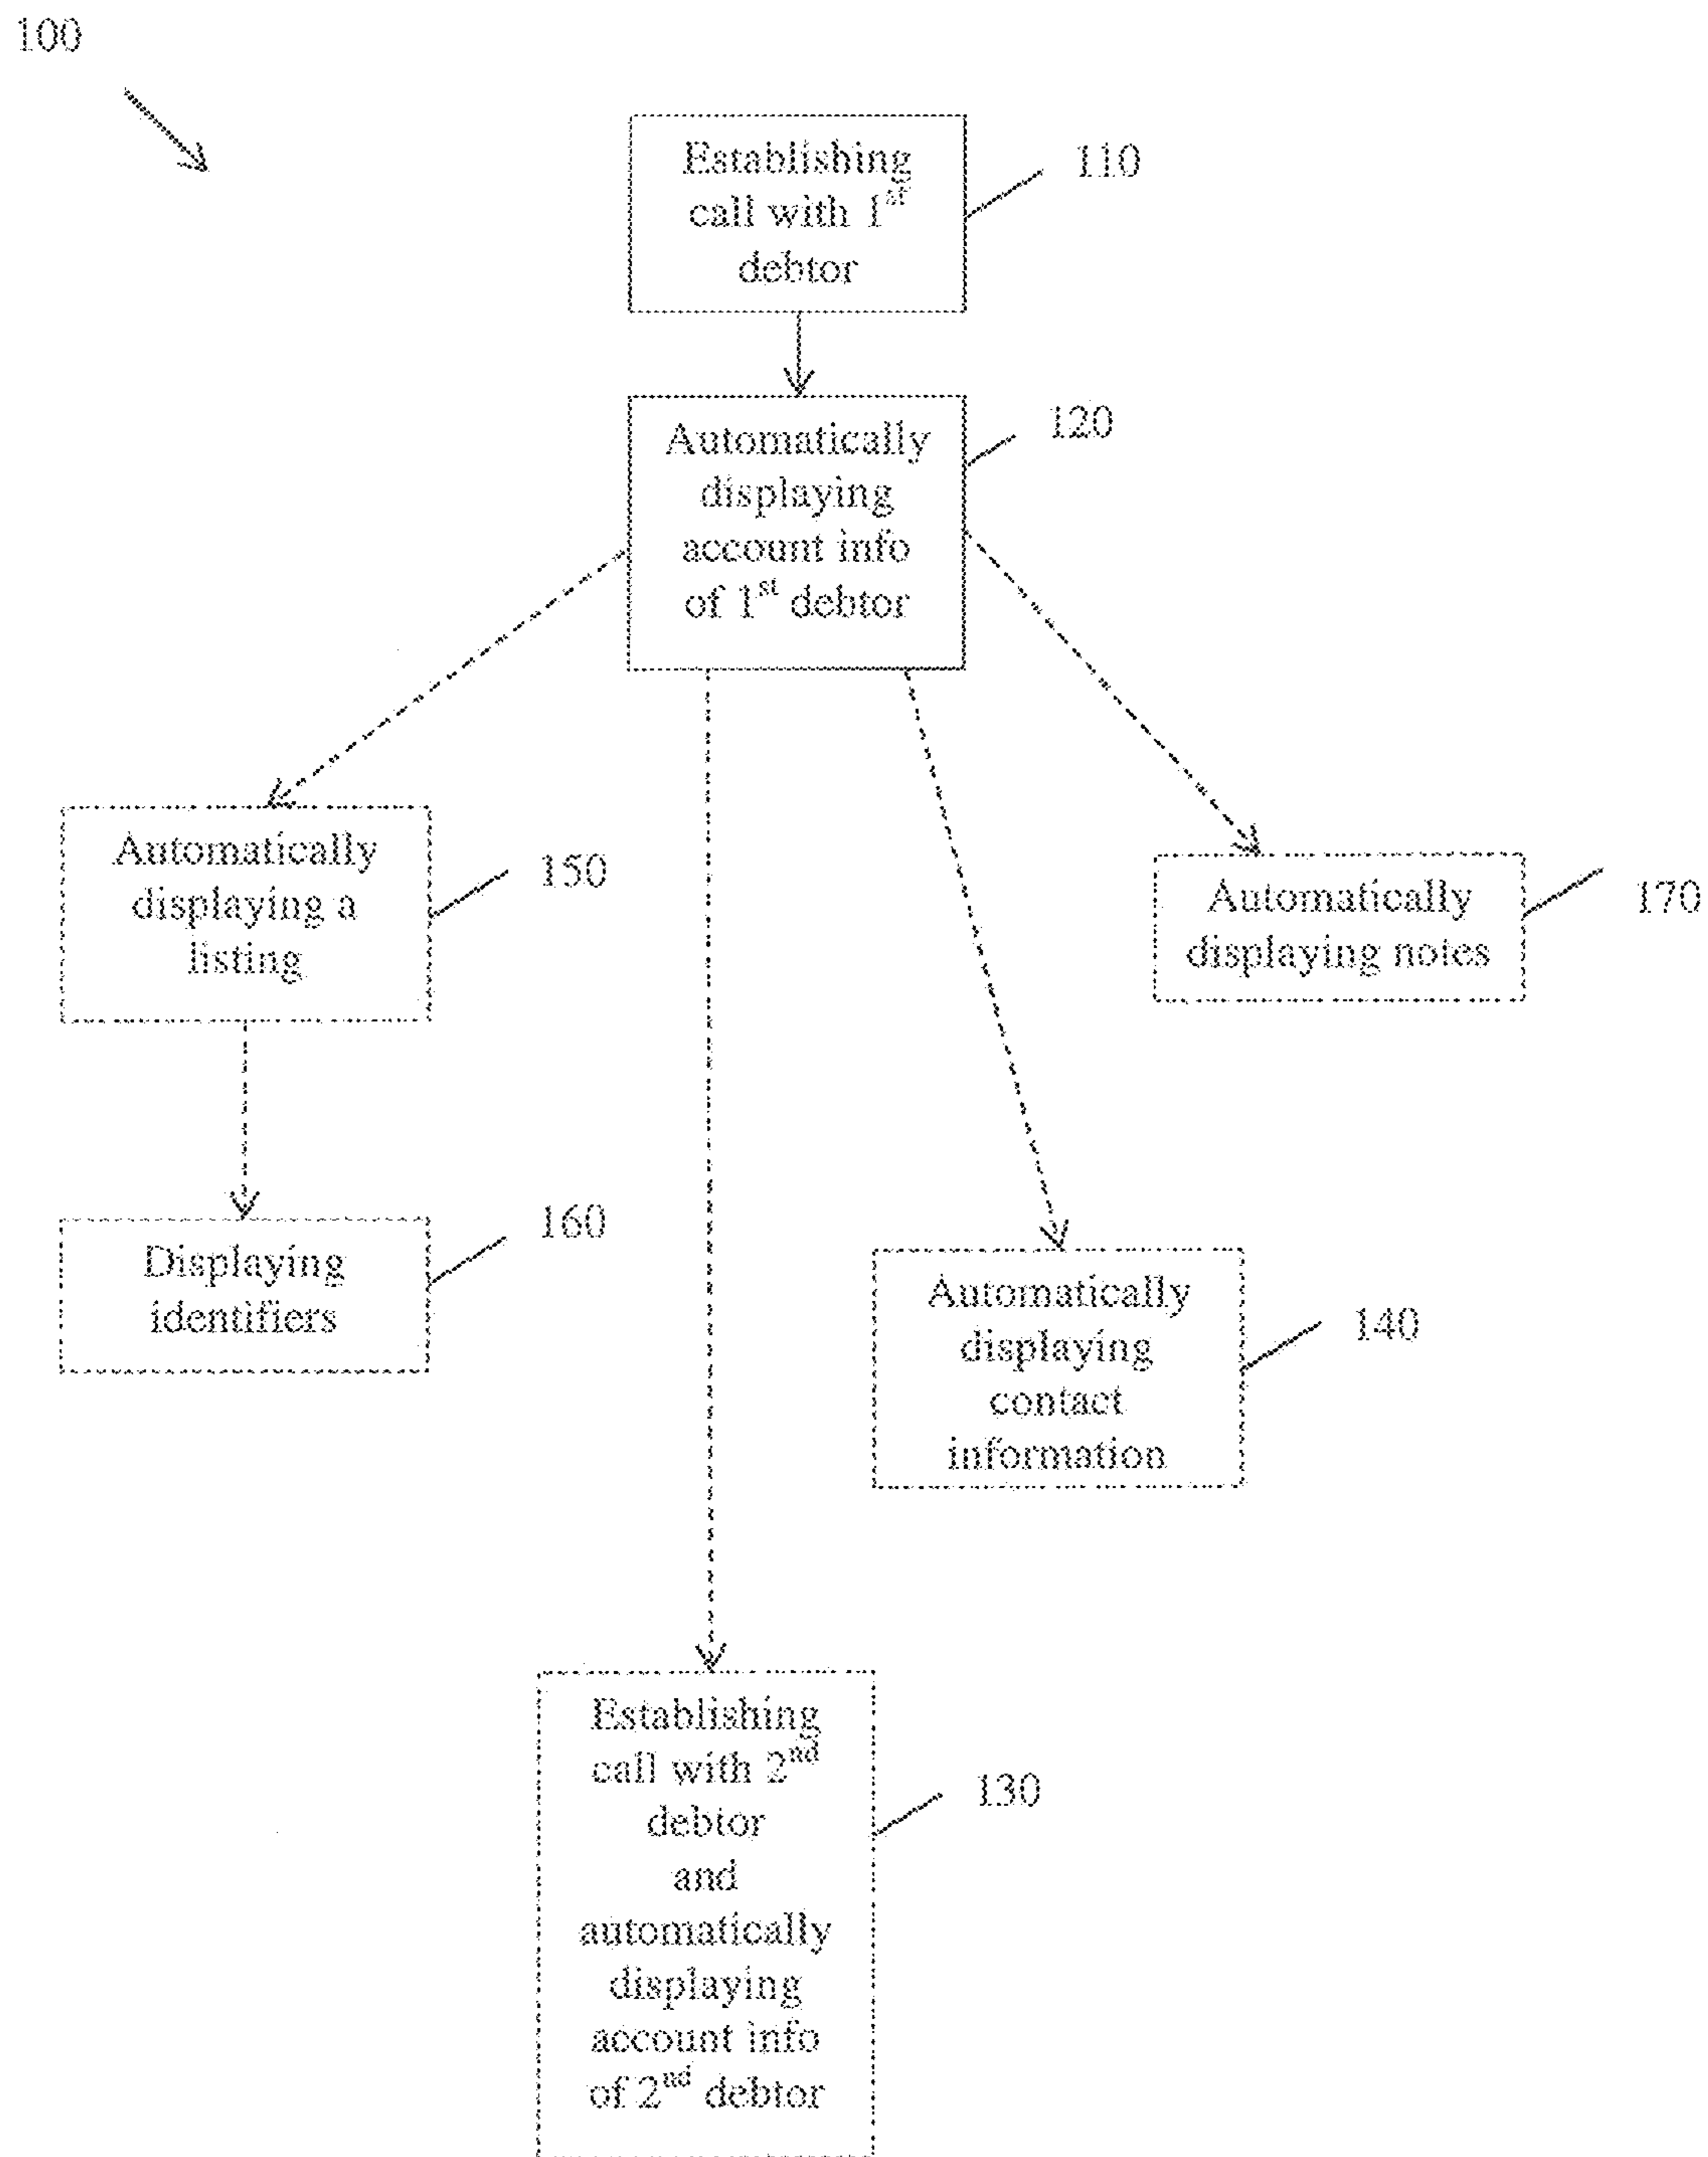 100
Establishing
call with 1st
debtor
110
Automatically
displaying
account info
of 1st debtor
120
Automatically
displaying a
listing
150
Automatically
displaying notes
170
Displaying
identifiers
160
Automatically
displaying
contact
information
140
Establishing
call with 2nd
debtor
and
automatically
displaying
account info
of 2nd debtor
130